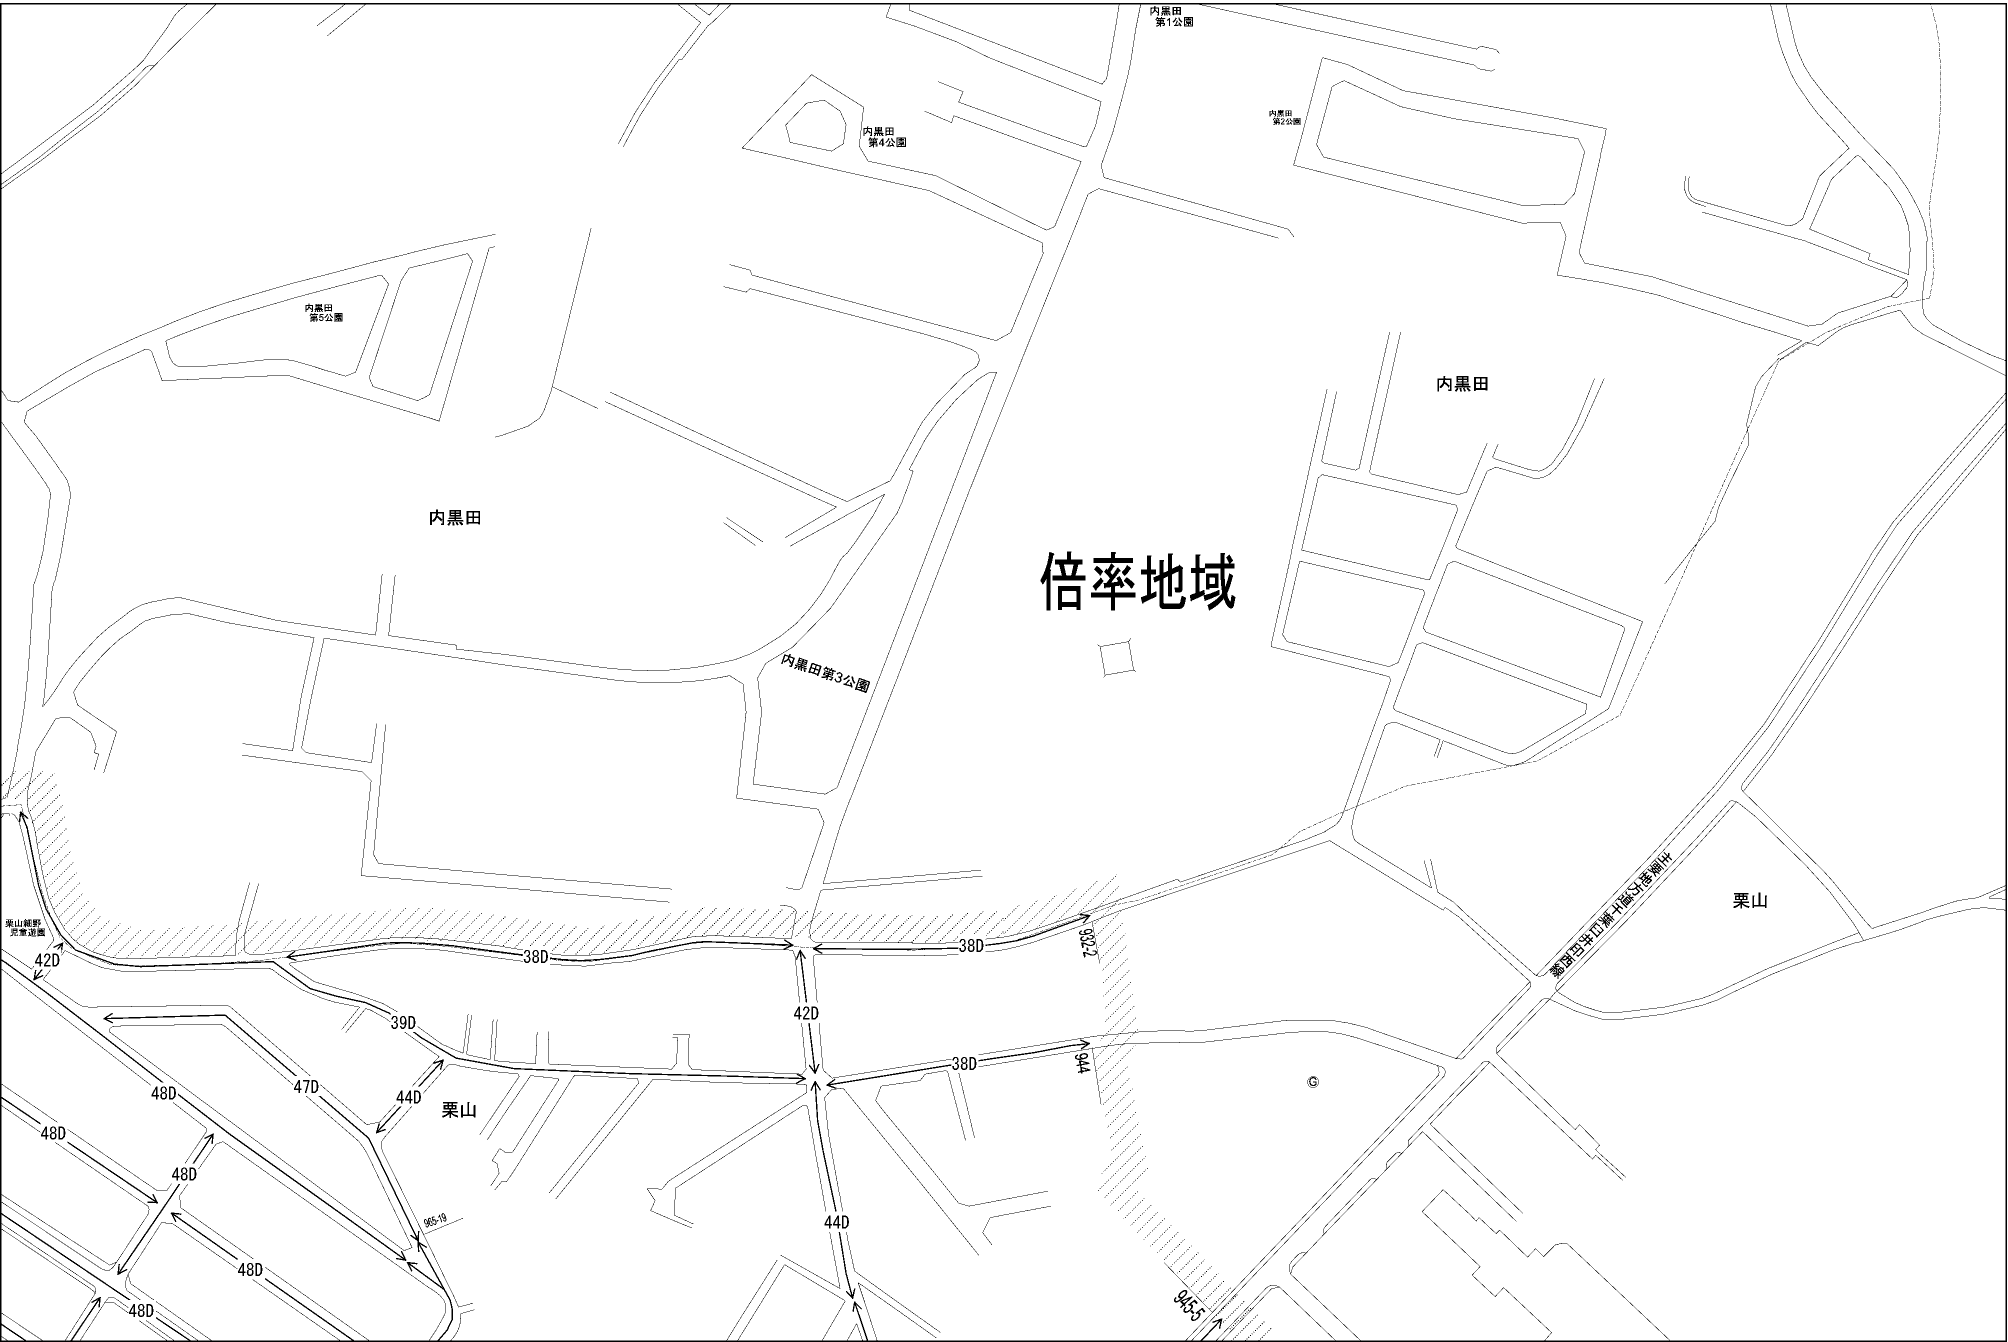 内黒田
第1公園
内黒田
第2公園
内黒田
第4公園
内黒田
第5公園
内黒田
内黒田
倍率地域
内黒田第3公園
主要地方道千葉臼井印西線
栗山
栗山細野
児童遊園
42D
38D
38D
932-2
42D
39D
38D
944
47D
44D
48D
栗山
48D
48D
965-19
44D
48D
48D
945-5
G